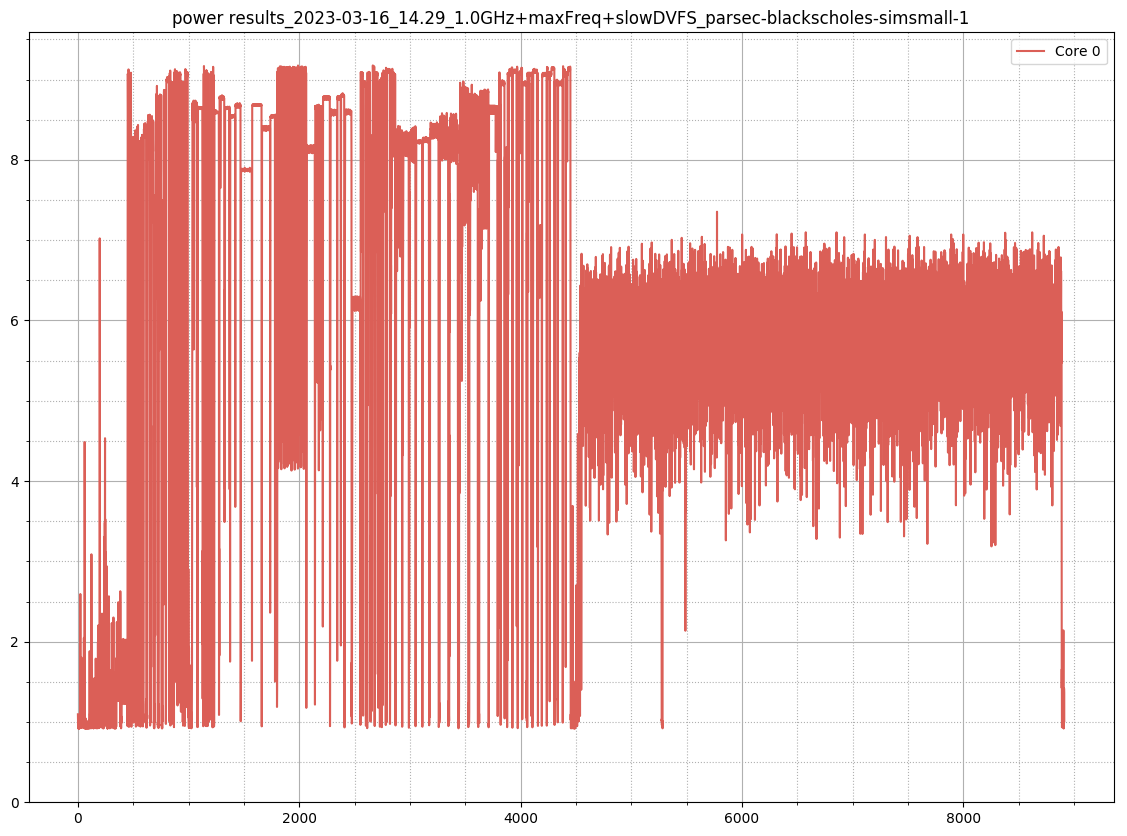 power results_2023-03-16_14.29_1.0GHz+maxFreq+slowDVFS_parsec-blackscholes-simsmall-1
Core 0
8
6
4
2
0
0 2000 4000 6000 8000